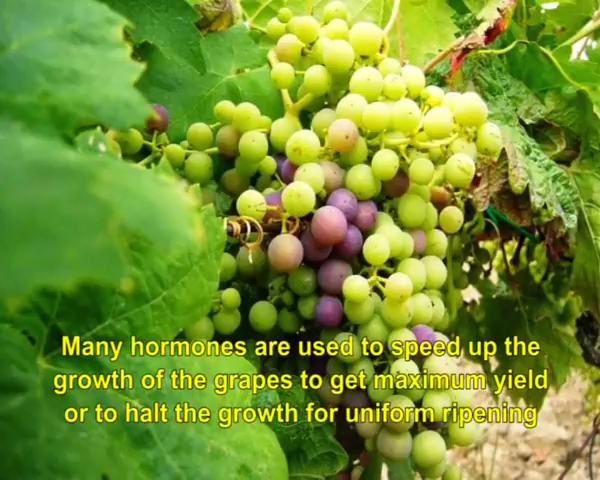 Many hormones are used to speed up the
growth of the grapes to get maximum yield
or to halt the growth for uniform ripening